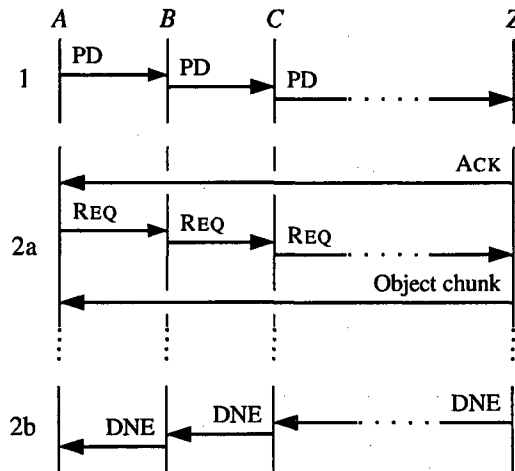 A B C Z
1 PD PD PD
ACK
2a REQ REQ REQ
Object chunk
2b DNE DNE DNE